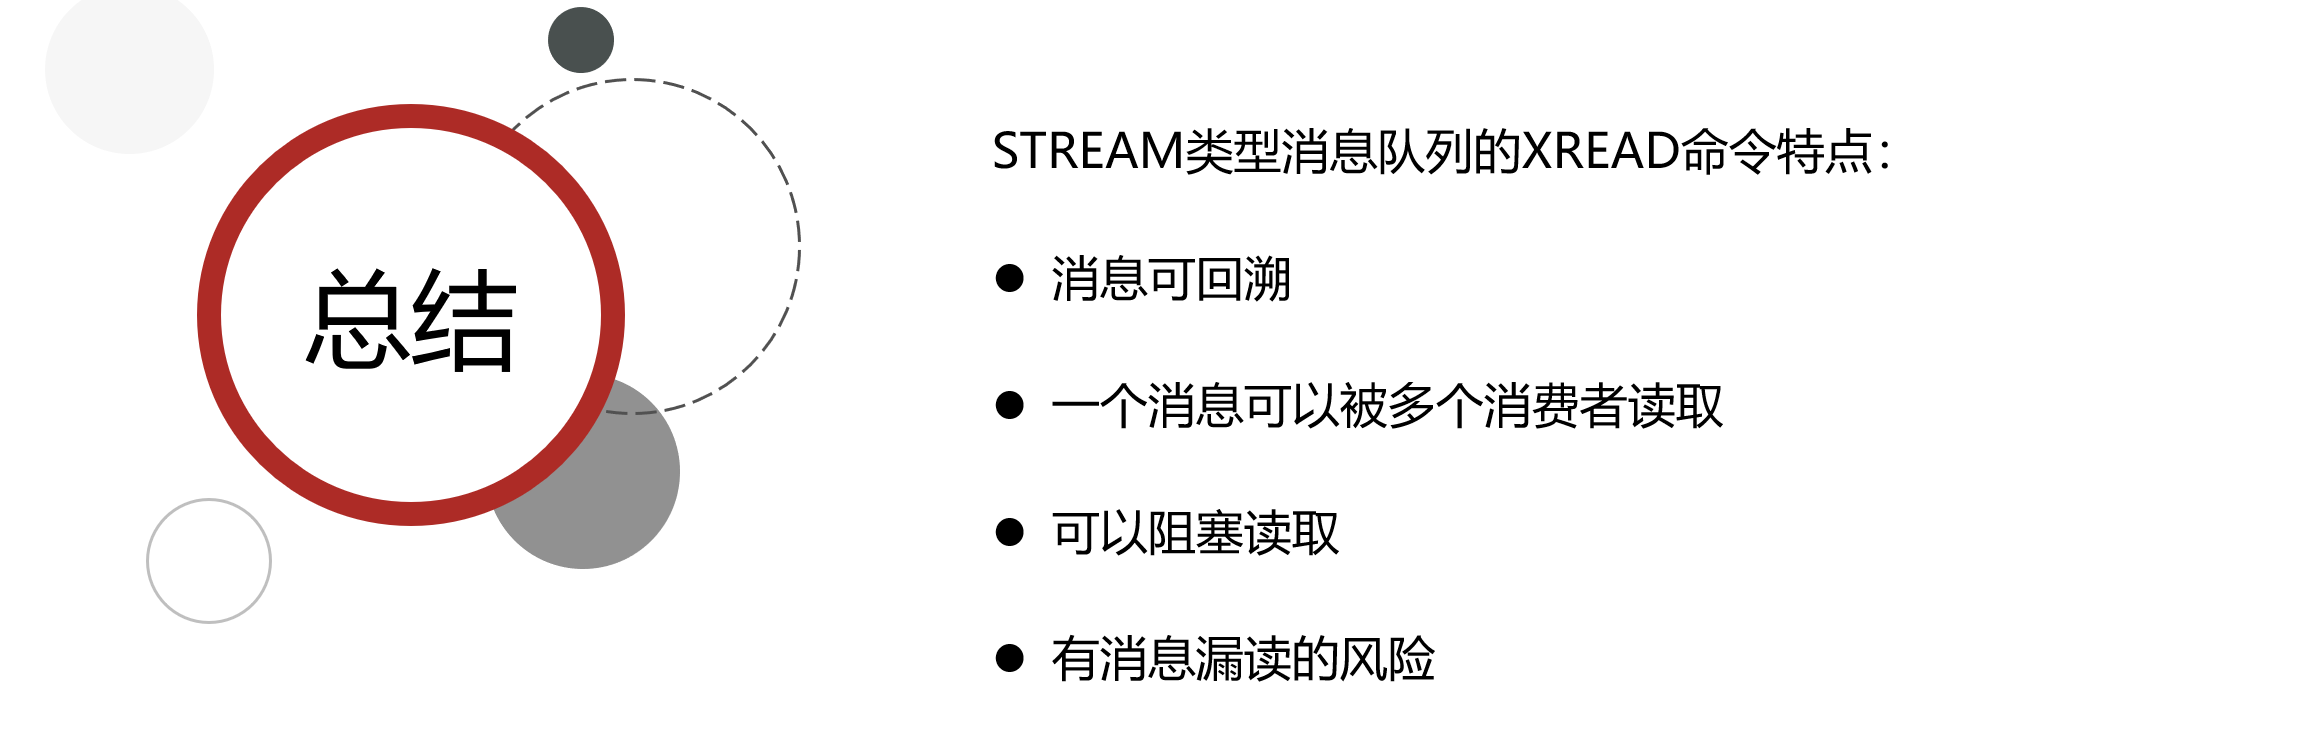 总结
STREAM类型消息队列的XREAD命令特点：
● 消息可回溯
● 一个消息可以被多个消费者读取
● 可以阻塞读取
● 有消息漏读的风险